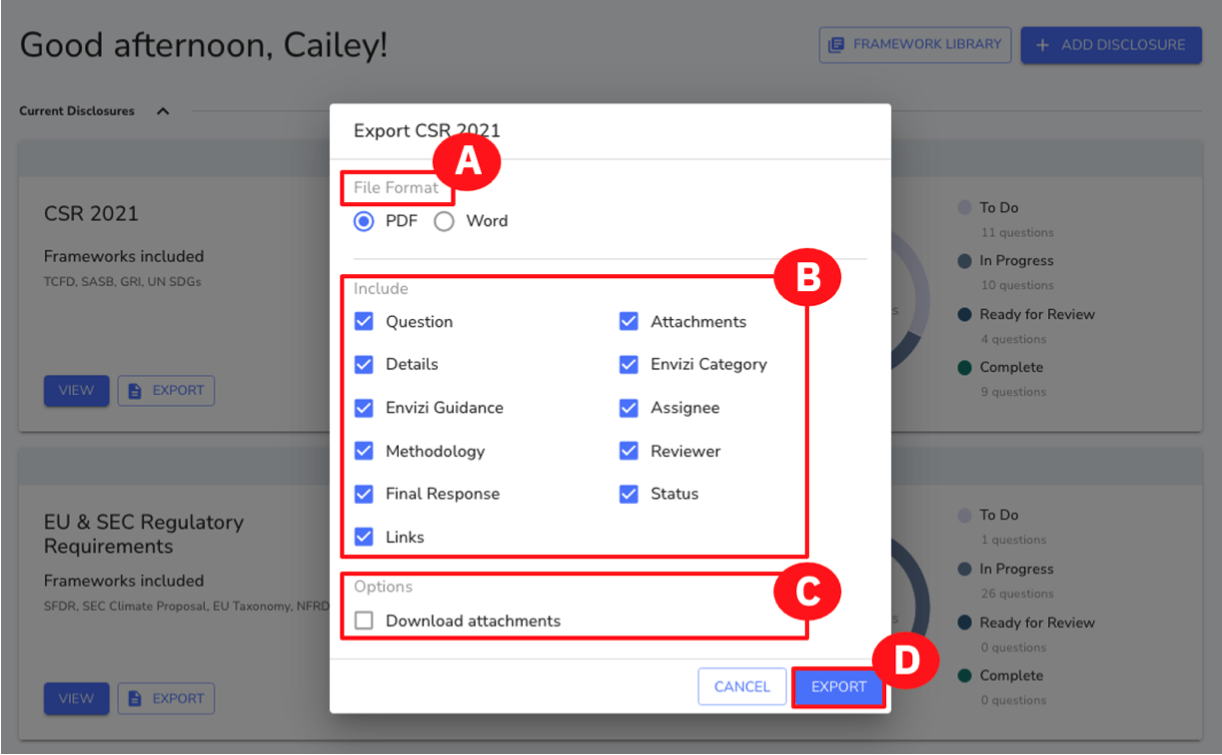 Good afternoon, Cailey!
FRAMEWORK LIBRARY
+ ADD DISCLOSURE
Current Disclosures
Export CSR 2021
A
File Format
PDF
Word
CSR 2021
Frameworks included
TCFD, SASB, GRI, UN SDGs
VIEW
EXPORT
B
Include
Question
Attachments
Details
Envizi Category
Envizi Guidance
Assignee
Methodology
Reviewer
Final Response
Status
Links
C
Options
Download attachments
CANCEL
EXPORT
D
To Do
11 questions
In Progress
10 questions
Ready for Review
4 questions
Complete
9 questions
EU & SEC Regulatory
Requirements
Frameworks included
SFDR, SEC Climate Proposal, EU Taxonomy, NFRD
VIEW
EXPORT
s
s
To Do
1 questions
In Progress
26 questions
Ready for Review
0 questions
Complete
0 questions